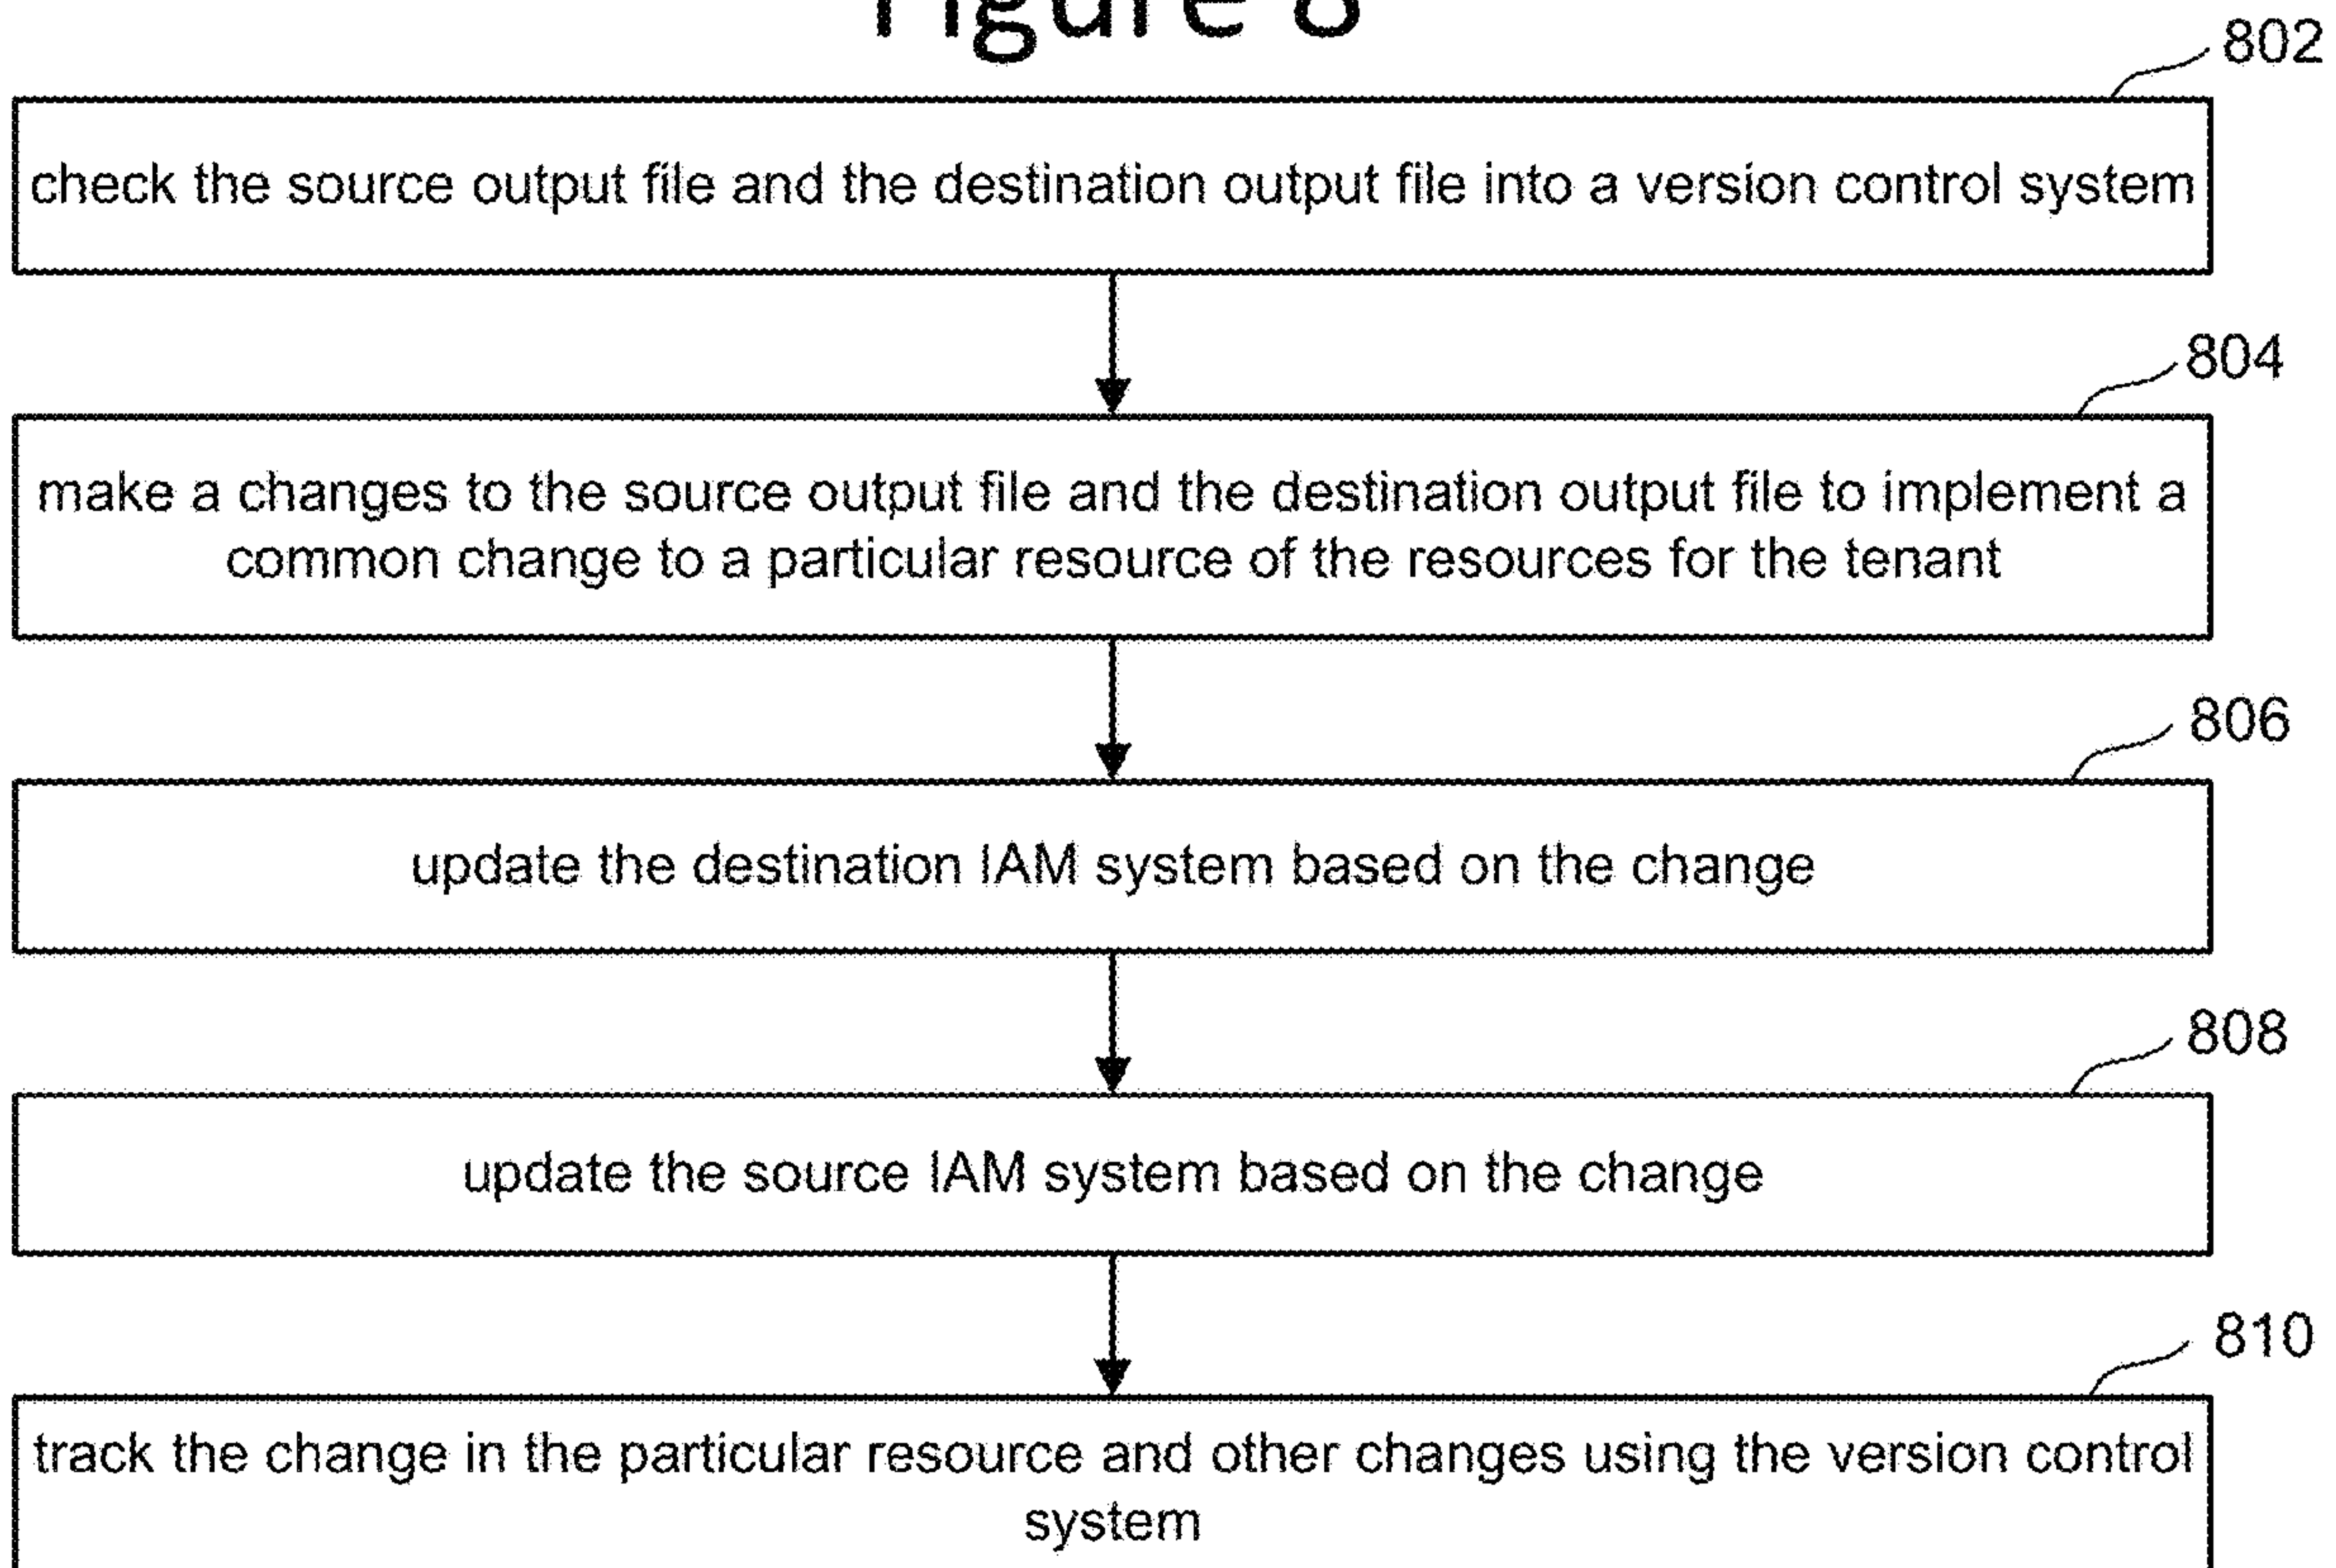 Figure 8
802
check the source output file and the destination output file into a version control system
804
make a changes to the source output file and the destination output file to implement a
common change to a particular resource of the resources for the tenant
806
update the destination IAM system based on the change
808
update the source IAM system based on the change
810
track the change in the particular resource and other changes using the version control
system